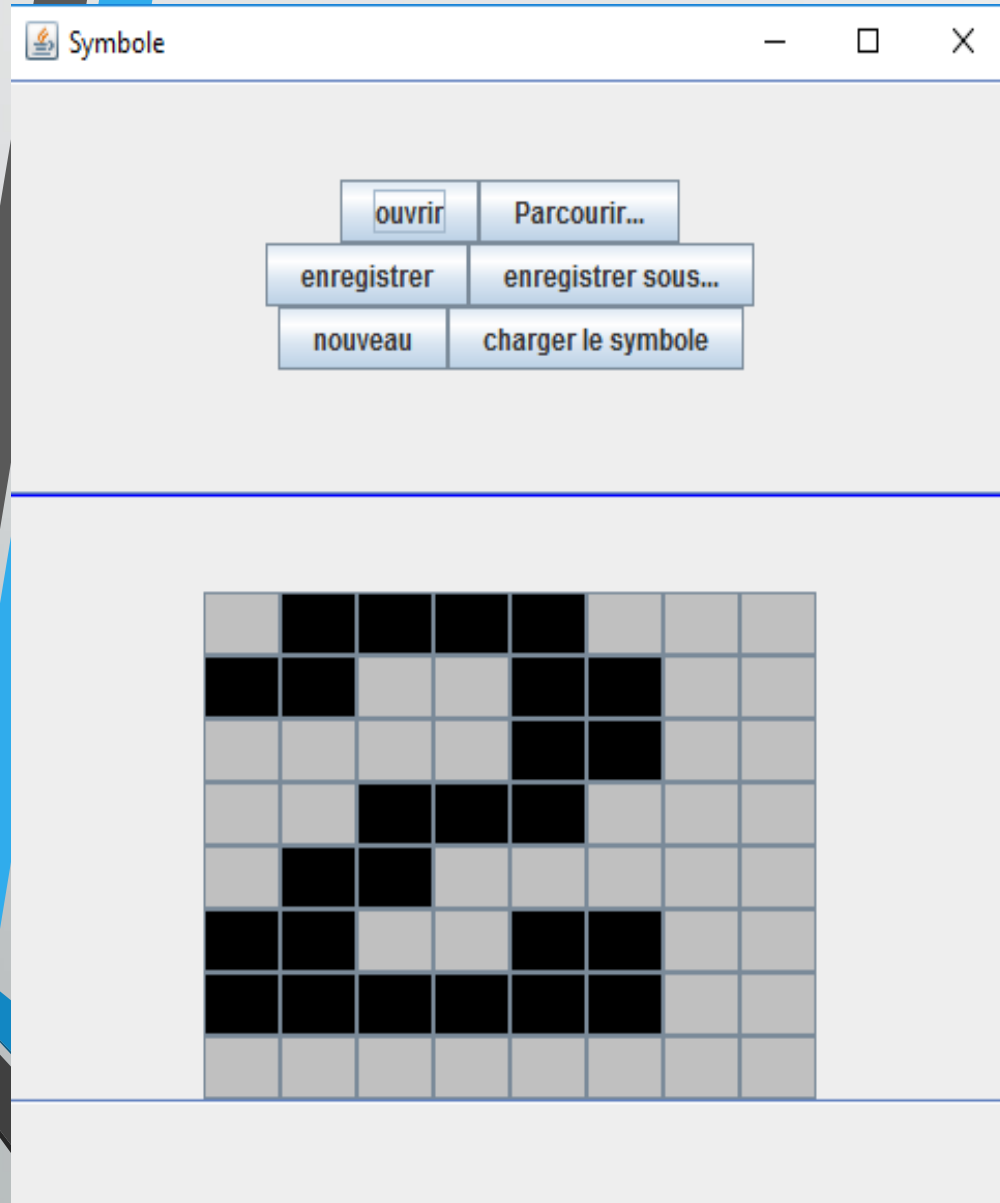 Symbole
ouvrir Parcourir...
enregistrer enregistrer sous...
nouveau charger le symbole